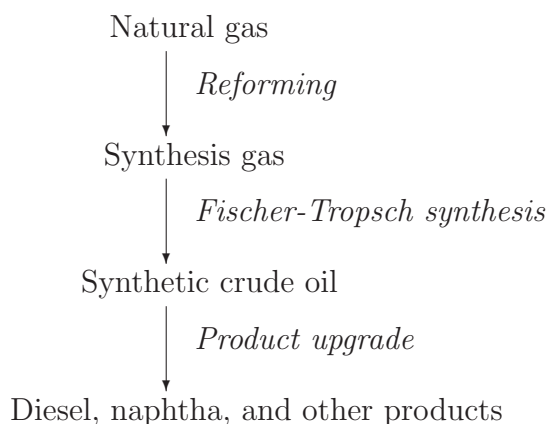 Natural gas
Reforming
Synthesis gas
Fischer-Tropsch synthesis
Synthetic crude oil
Product upgrade
Diesel, naphtha, and other products